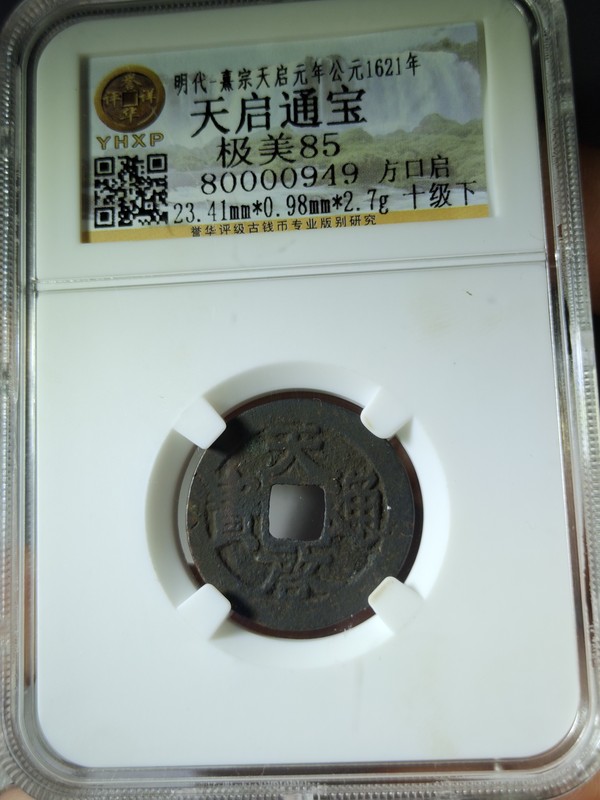 明代-熹宗天启元年公元1621年
天启通宝
YHXP
极美85
80000949 方口启
23.41mm*0.98mm*2.7g 十级下
誉华评级古钱币专业版别研究
天啓通寳